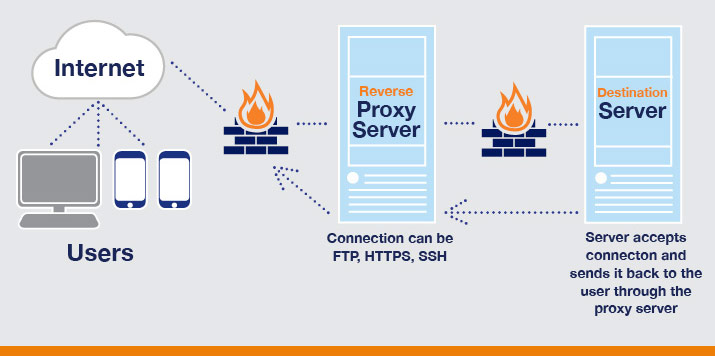 Internet
Users
Reverse
Proxy
Server
Connection can be
FTP, HTTPS, SSH
Destination
Server
Server accepts
connecton and
sends it back to the
user through the
proxy server